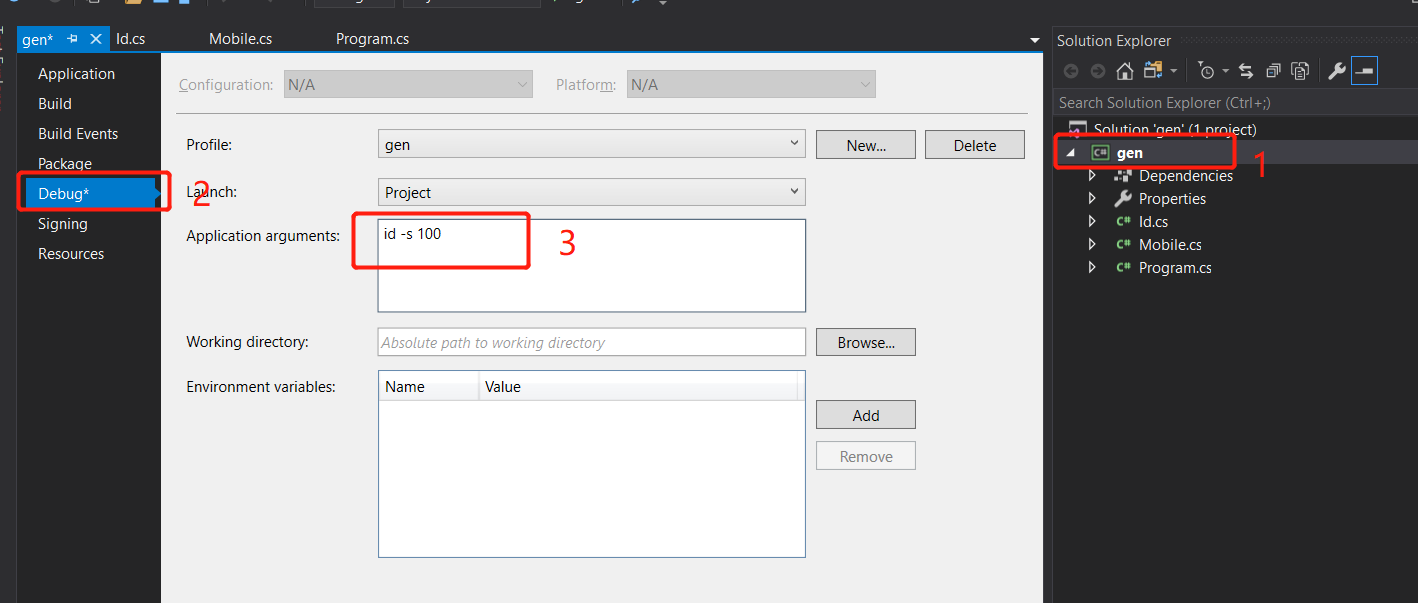 gen* Id.cs Mobile.cs Program.cs
Application
Build
Build Events
Package
Debug*
Signing
Resources
2
Configuration: N/A Platform: N/A
Profile: gen New... Delete
Launch: Project
Application arguments: id -s 100
3
Working directory: Absolute path to working directory Browse...
Environment variables: Name Value
Add
Remove
Solution Explorer
Search Solution Explorer (Ctrl+;)
Solution 'gen' (1 project)
C# gen
1
Dependencies
Properties
C# Id.cs
C# Mobile.cs
C# Program.cs